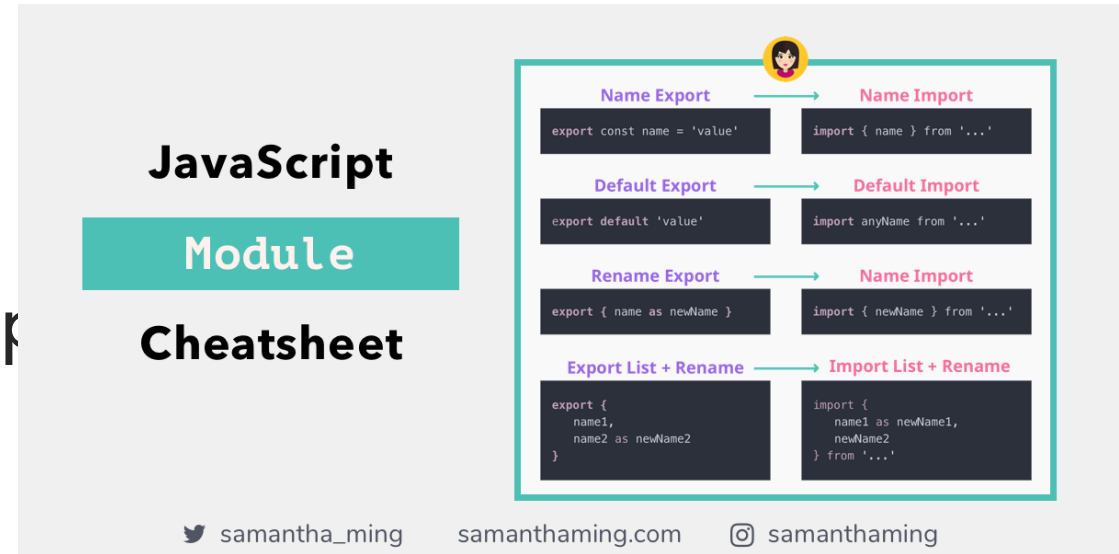 JavaScript
Module
Cheatsheet
Name Export
Name Import
export const name = 'value'
import { name } from '...'
Default Export
Default Import
export default 'value'
import anyName from '...'
Rename Export
Name Import
export { name as newName }
import { newName } from '...'
Export List + Rename
Import List + Rename
export {
name1,
name2 as newName2
}
import {
name1 as newName1,
newName2
} from '...'
samantha_ming
samanthaming.com
samanthaming